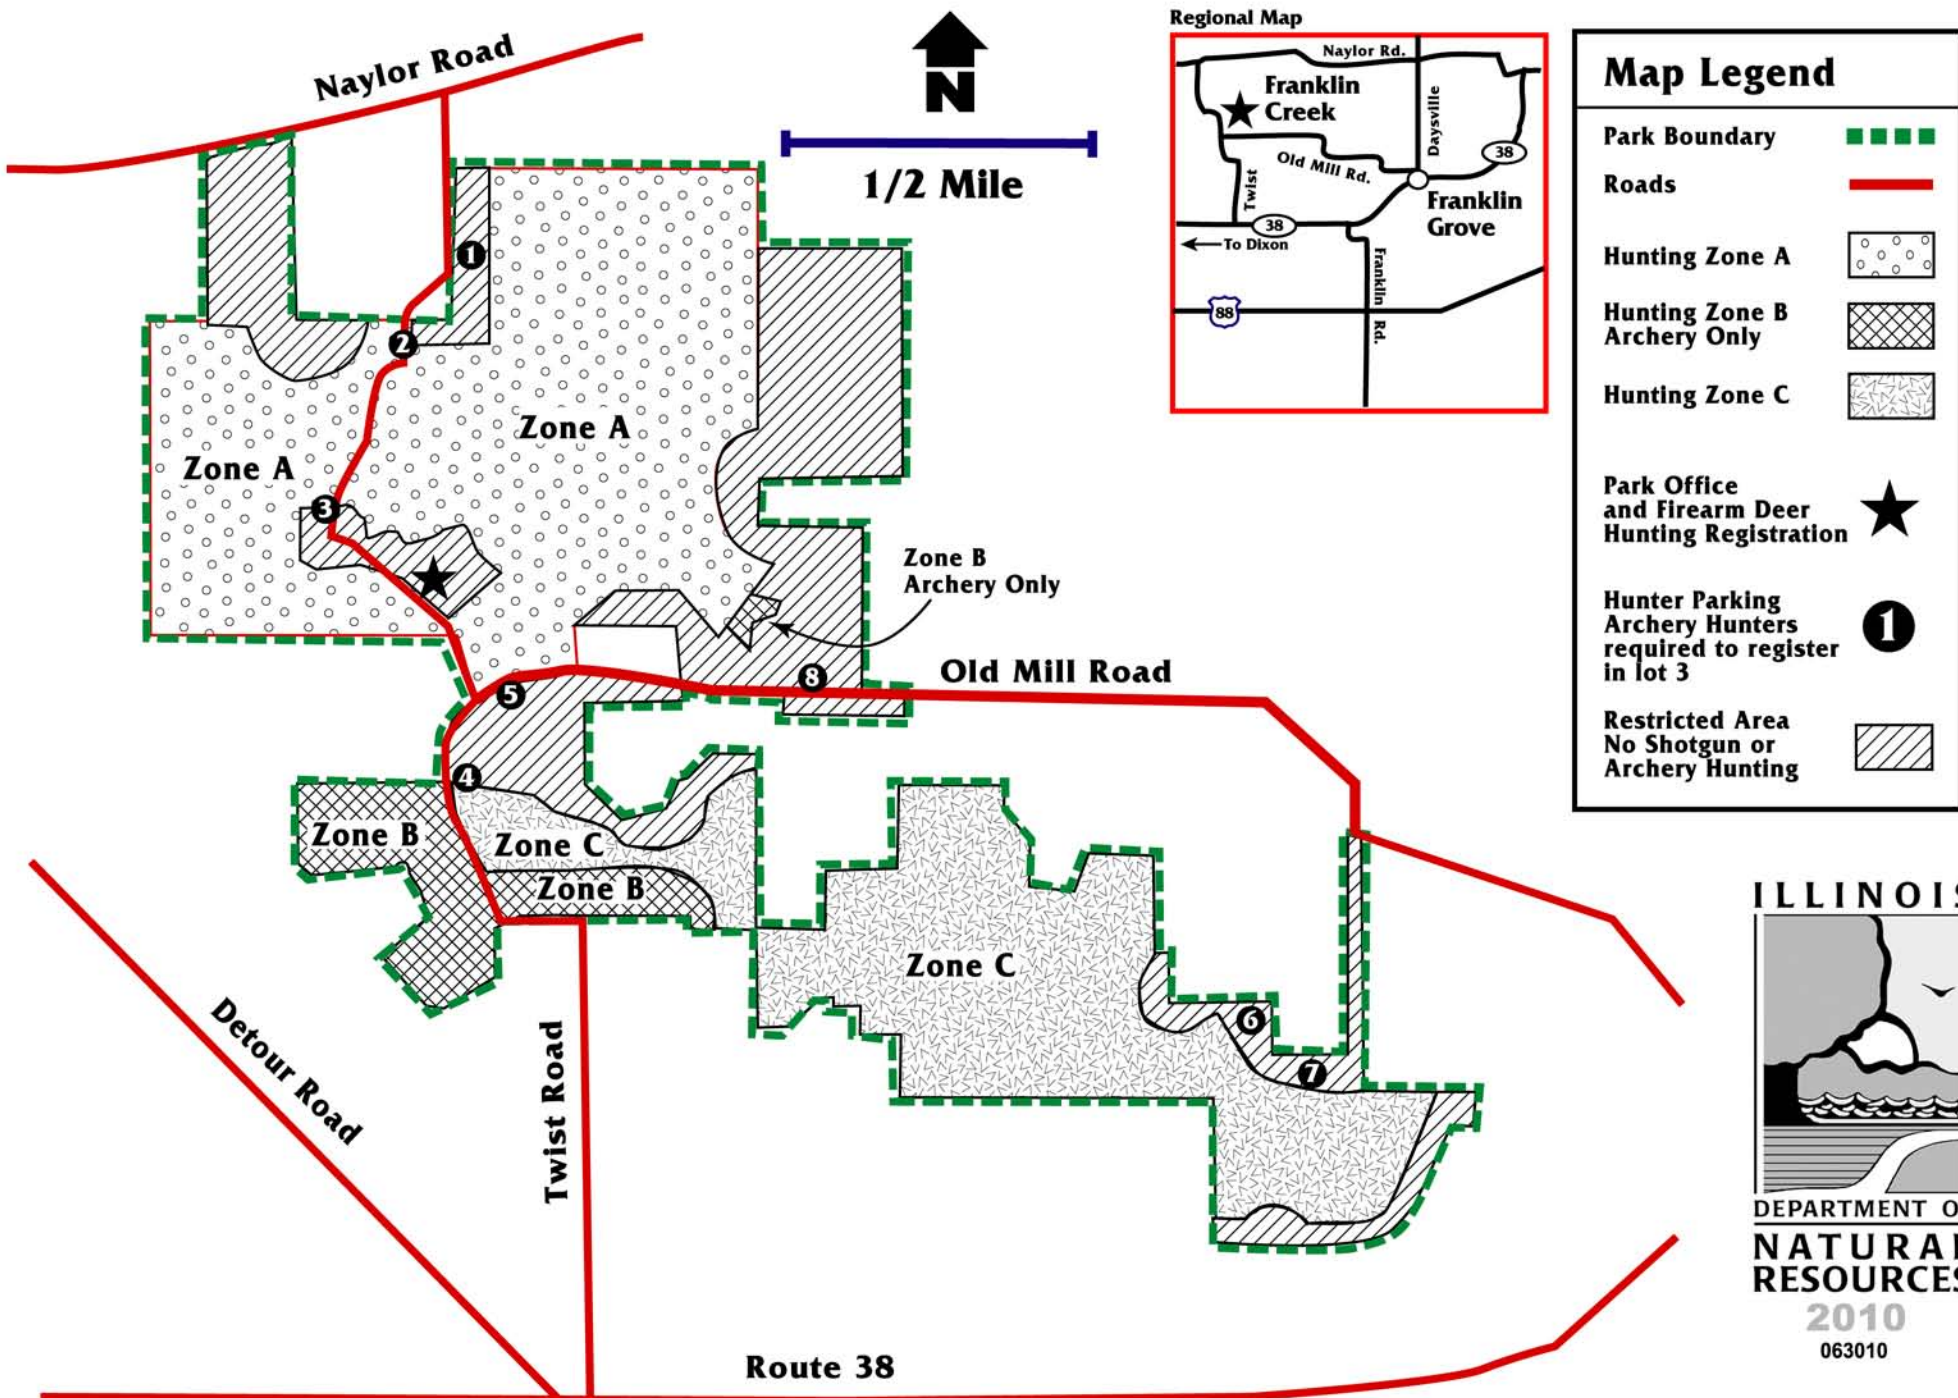 Naylor Road
N
1/2 Mile
Regional Map
Naylor Rd.
Franklin
Creek
Daysville
38
Old Mill Rd.
Twist
Franklin
Grove
38
To Dixon
Franklin Rd.
88
Map Legend
Park Boundary
Roads
Hunting Zone A
Hunting Zone B
Archery Only
Hunting Zone C
Park Office
and Firearm Deer
Hunting Registration
Hunter Parking
Archery Hunters
required to register
in lot 3
1
Restricted Area
No Shotgun or
Archery Hunting
1
2
Zone A
Zone A
3
Zone B
Archery Only
8
Old Mill Road
5
4
Zone B
Zone C
Zone B
Zone C
6
7
Detour Road
Twist Road
Route 38
ILLINOIS
DEPARTMENT O
NATURA
RESOURCES
2010
063010